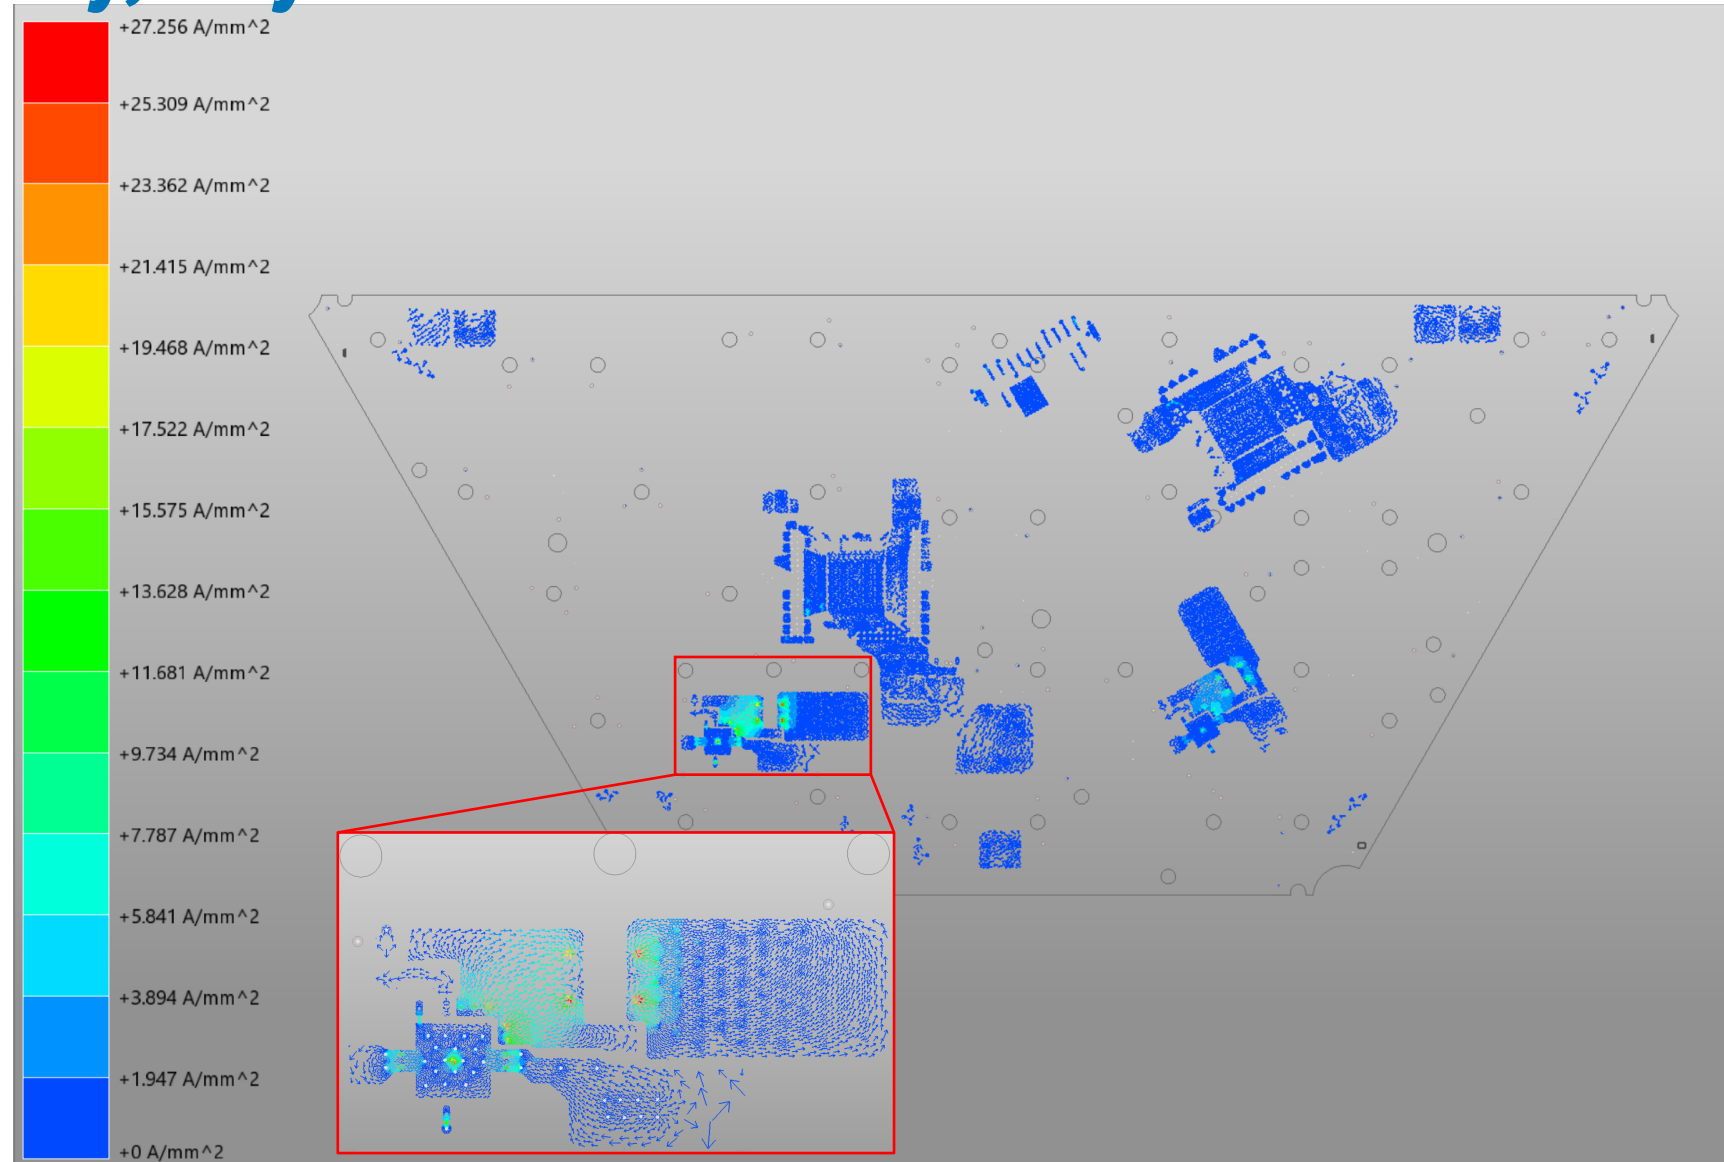 +27.256 A/mm^2
+25.309 A/mm^2
+23.362 A/mm^2
+21.415 A/mm^2
+19.468 A/mm^2
+17.522 A/mm^2
+15.575 A/mm^2
+13.628 A/mm^2
+11.681 A/mm^2
+9.734 A/mm^2
+7.787 A/mm^2
+5.841 A/mm^2
+3.894 A/mm^2
+1.947 A/mm^2
+0 A/mm^2